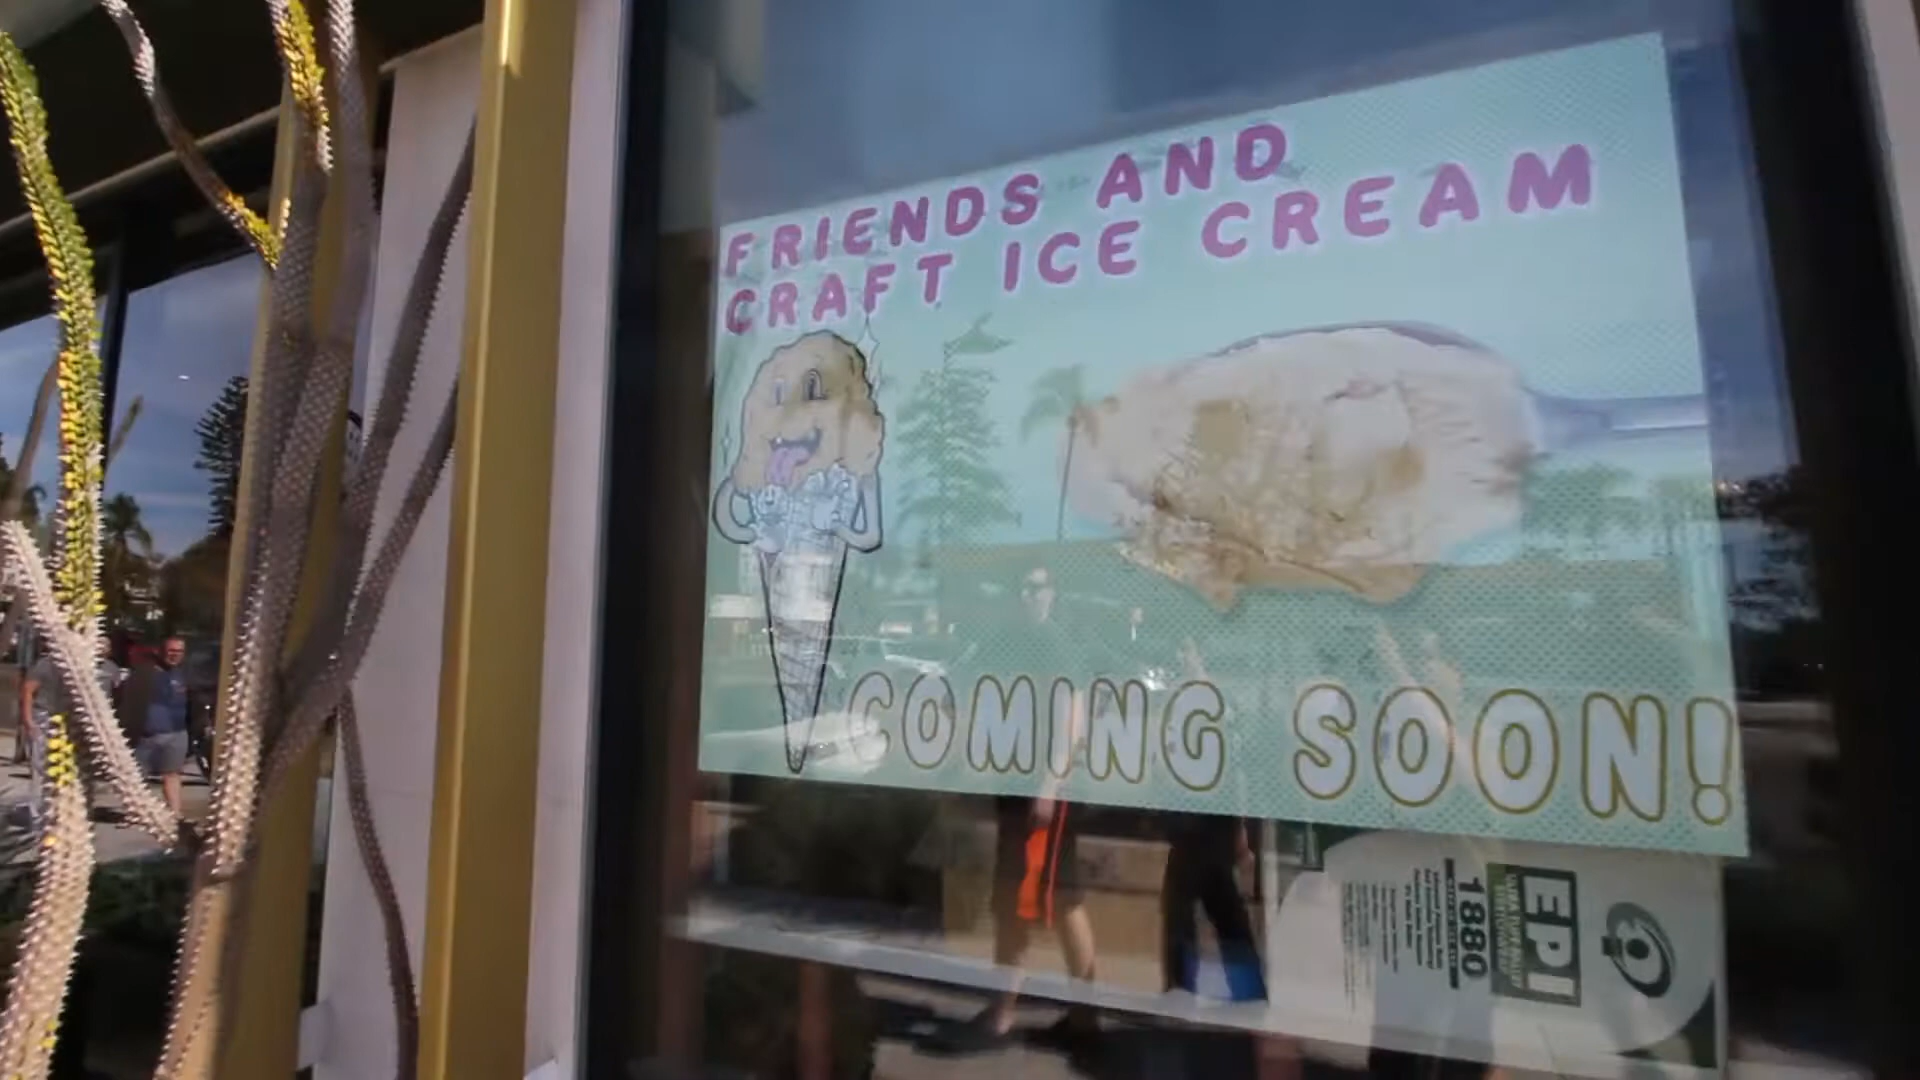 FRIENDS AND
CRAFT ICE CREAM
COMING SOON!
EPI
1880